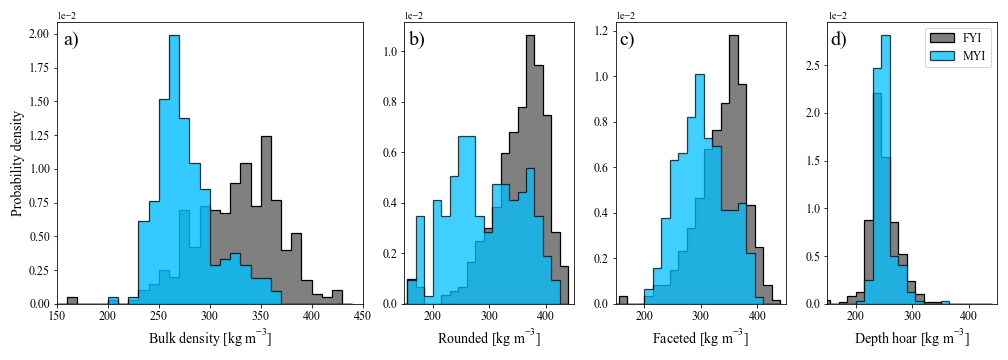 1e−2
1e−2
1e−2
1e−2
a)
b)
c)
d)
FYI
MYI
Probability density
2.00
1.75
1.50
1.25
1.00
0.75
0.50
0.25
0.00
150 200 250 300 350 400 450
Bulk density [kg m⁻³]
1.0
0.8
0.6
0.4
0.2
0.0
200 300 400
Rounded [kg m⁻³]
1.2
1.0
0.8
0.6
0.4
0.2
0.0
200 300 400
Faceted [kg m⁻³]
2.5
2.0
1.5
1.0
0.5
0.0
200 300 400
Depth hoar [kg m⁻³]